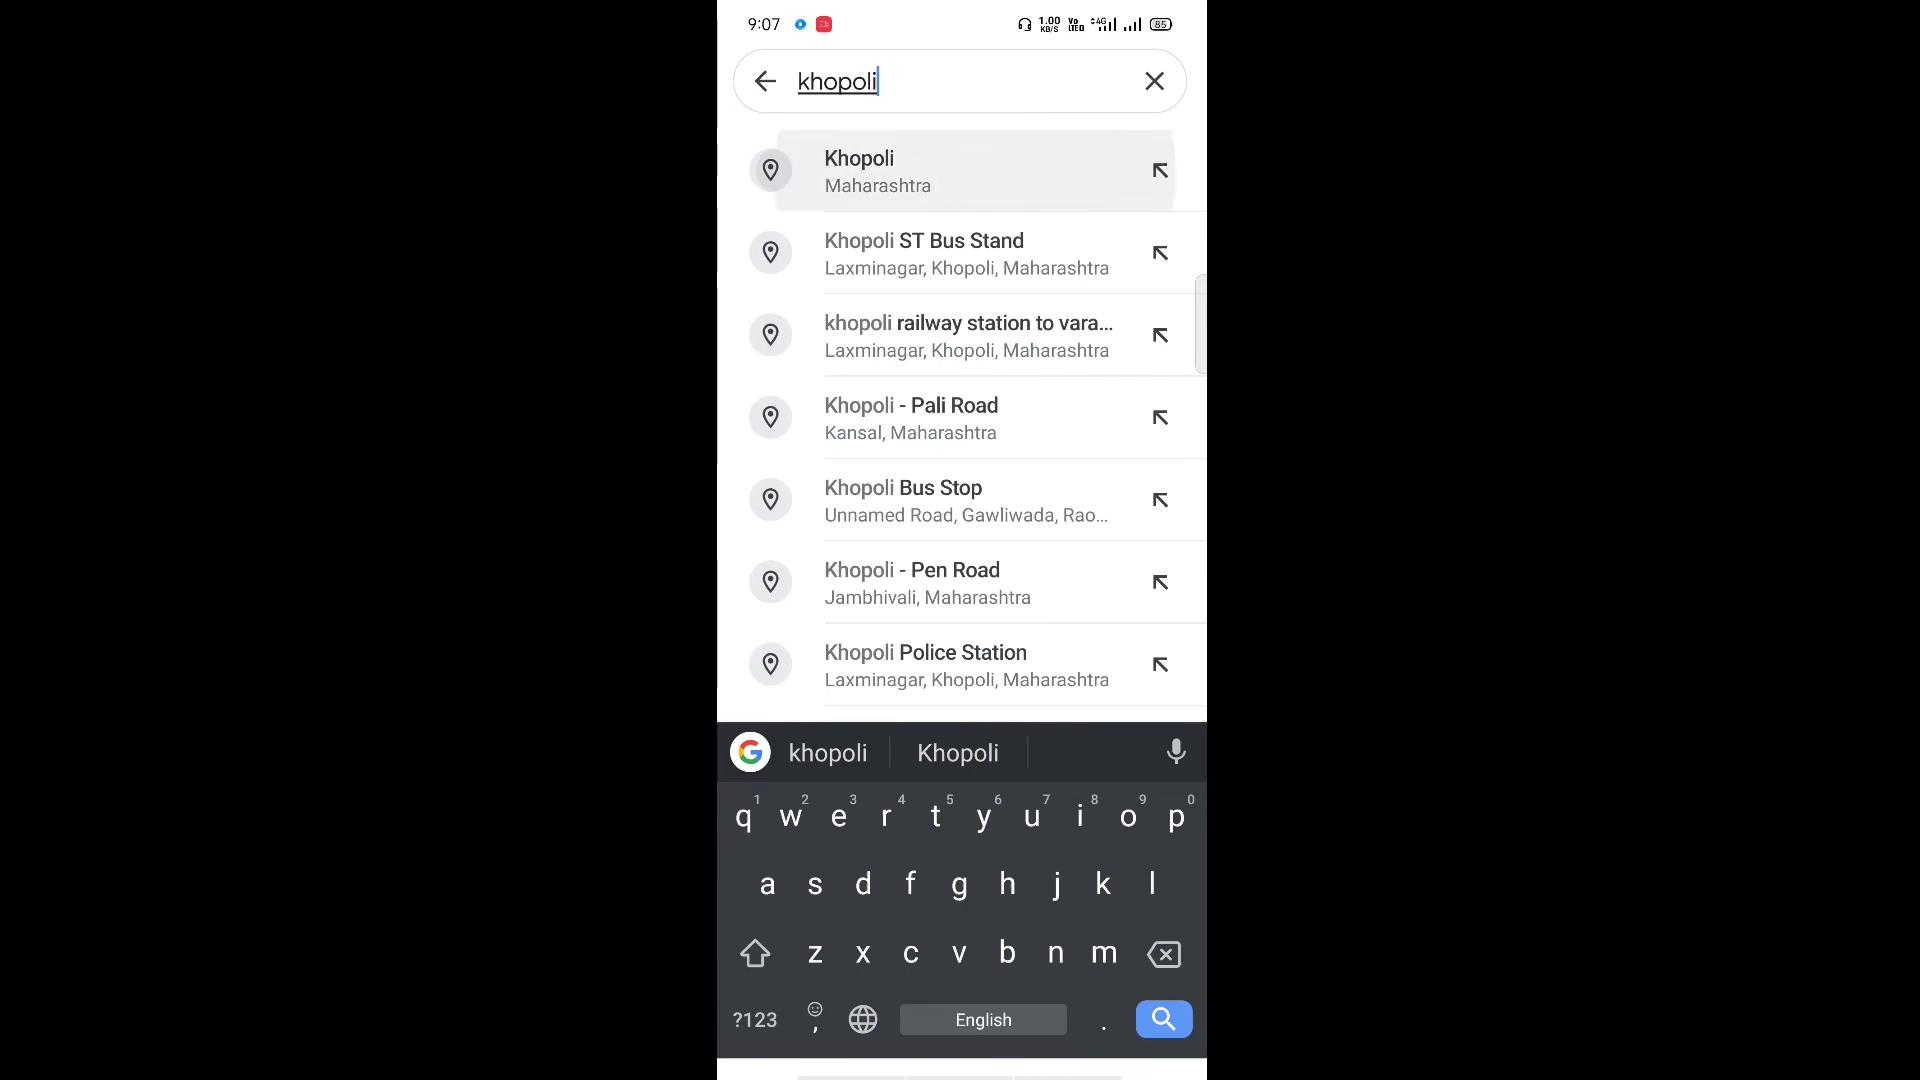 9:07 1.00 KB/S Vo LTE 4G 85
khopoli
Khopoli
Maharashtra
Khopoli ST Bus Stand
Laxminagar, Khopoli, Maharashtra
khopoli railway station to vara...
Laxminagar, Khopoli, Maharashtra
Khopoli - Pali Road
Kansal, Maharashtra
Khopoli Bus Stop
Unnamed Road, Gawliwada, Rao...
Khopoli - Pen Road
Jambhivali, Maharashtra
Khopoli Police Station
Laxminagar, Khopoli, Maharashtra
khopoli Khopoli
1 2 3 4 5 6 7 8 9 0
q w e r t y u i o p
a s d f g h j k l
z x c v b n m
?123 , English .